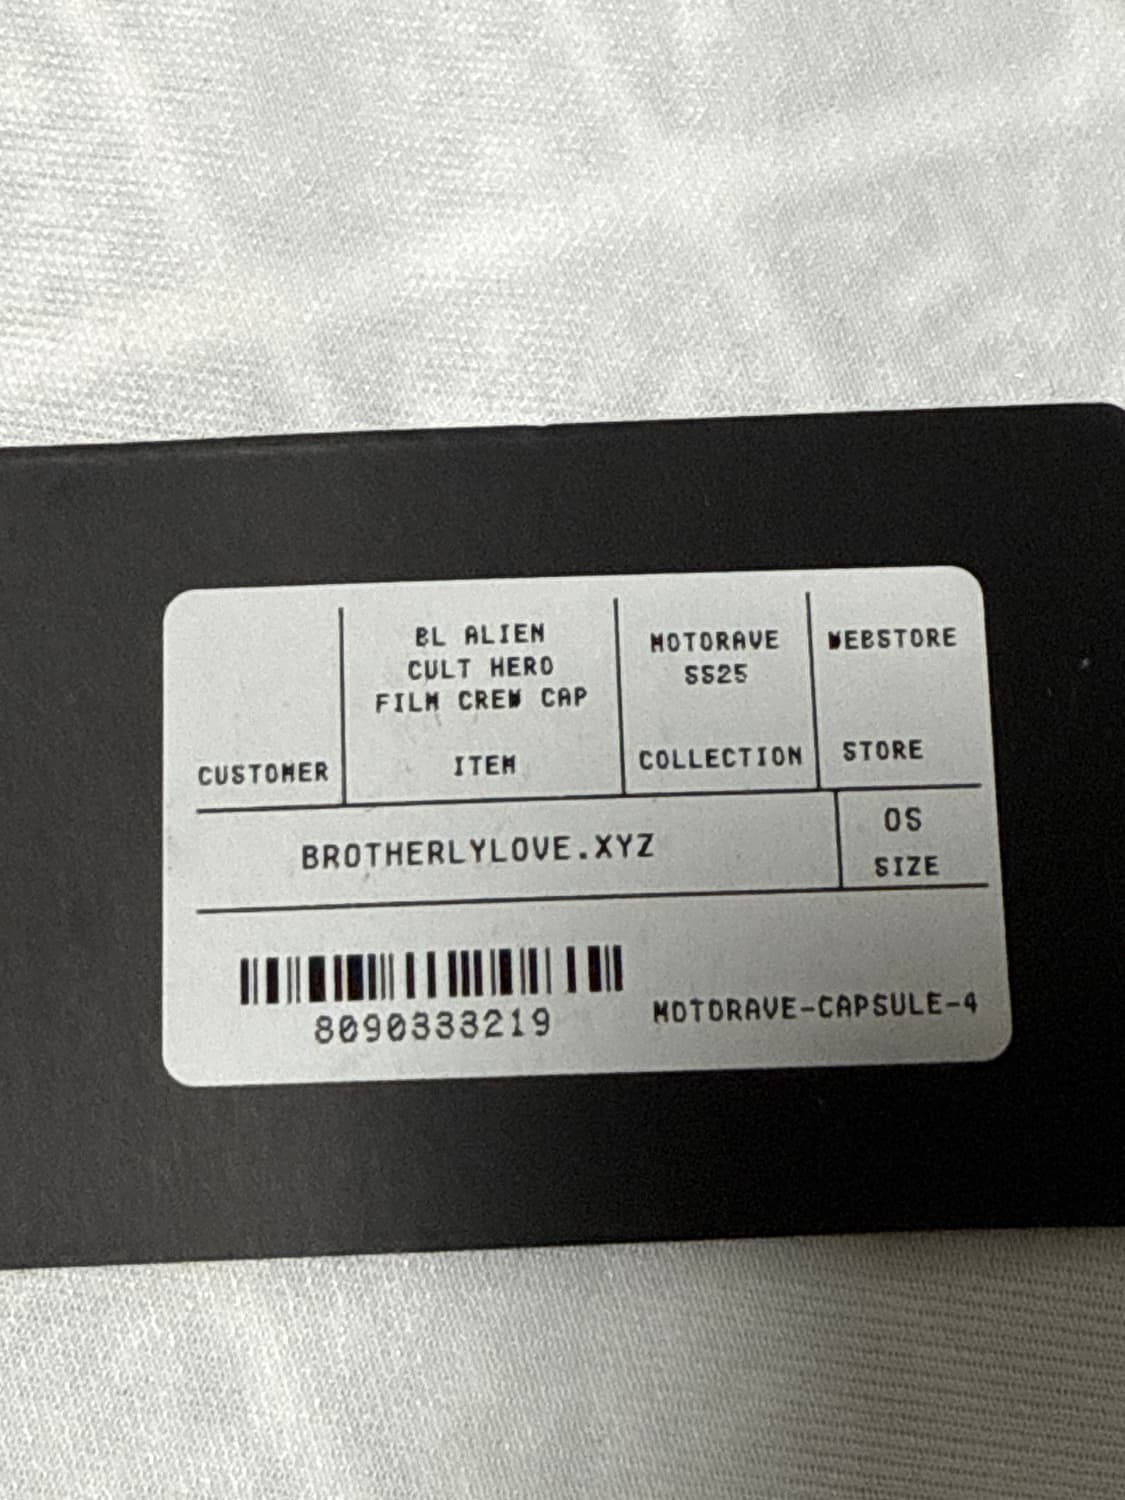 BL ALIEN
CULT HERO
FILM CREW CAP
MOTORAVE
SS25
WEBSTORE
CUSTOMER
ITEM
COLLECTION
STORE
BROTHERLYLOVE.XYZ
OS
SIZE
8090333219
MOTORAVE-CAPSULE-4